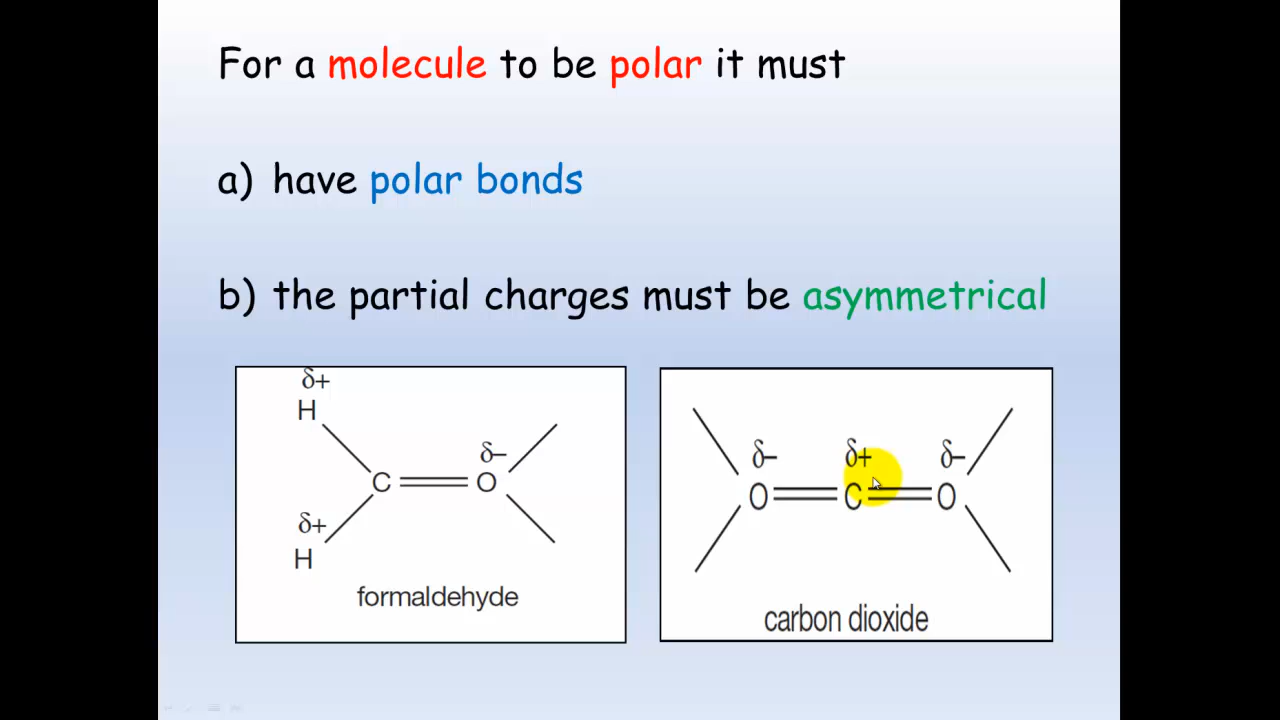 For a molecule to be polar it must
a) have polar bonds
b) the partial charges must be asymmetrical
δ+
H
δ–
C O
δ+
H
formaldehyde
δ– δ+ δ–
O C O
carbon dioxide